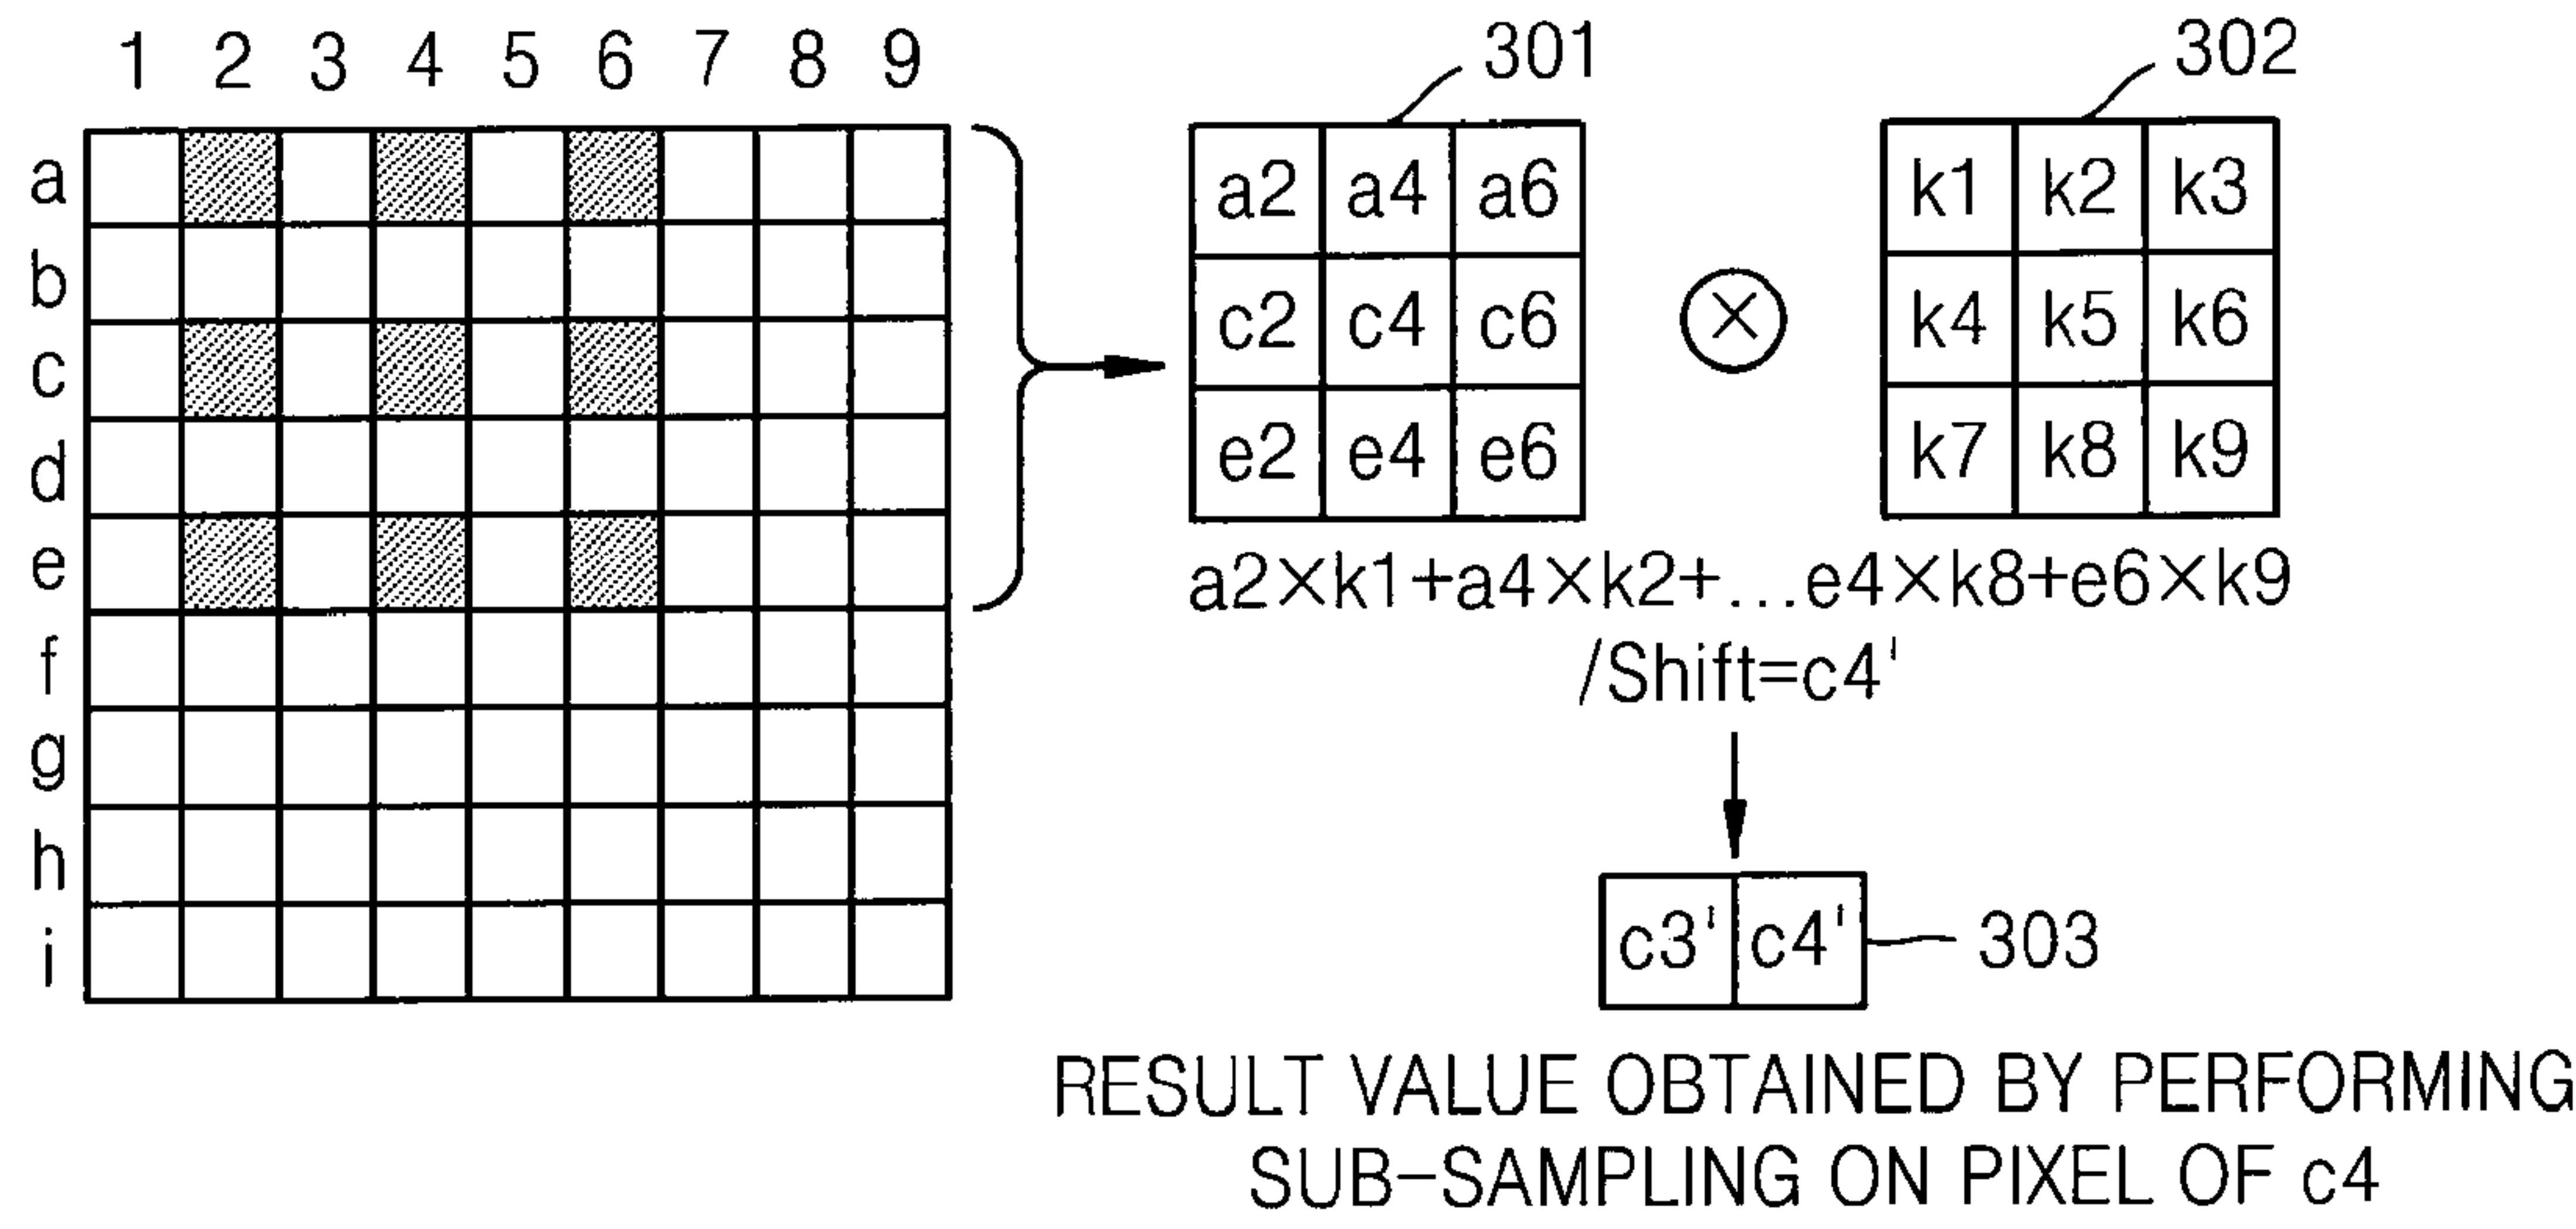 1 2 3 4 5 6 7 8 9
a
b
c
d
e
f
g
h
i
301
a2 a4 a6
c2 c4 c6
e2 e4 e6
⊗
302
k1 k2 k3
k4 k5 k6
k7 k8 k9
a2×k1+a4×k2+...e4×k8+e6×k9
/Shift=c4'
c3' c4'
303
RESULT VALUE OBTAINED BY PERFORMING
SUB-SAMPLING ON PIXEL OF c4